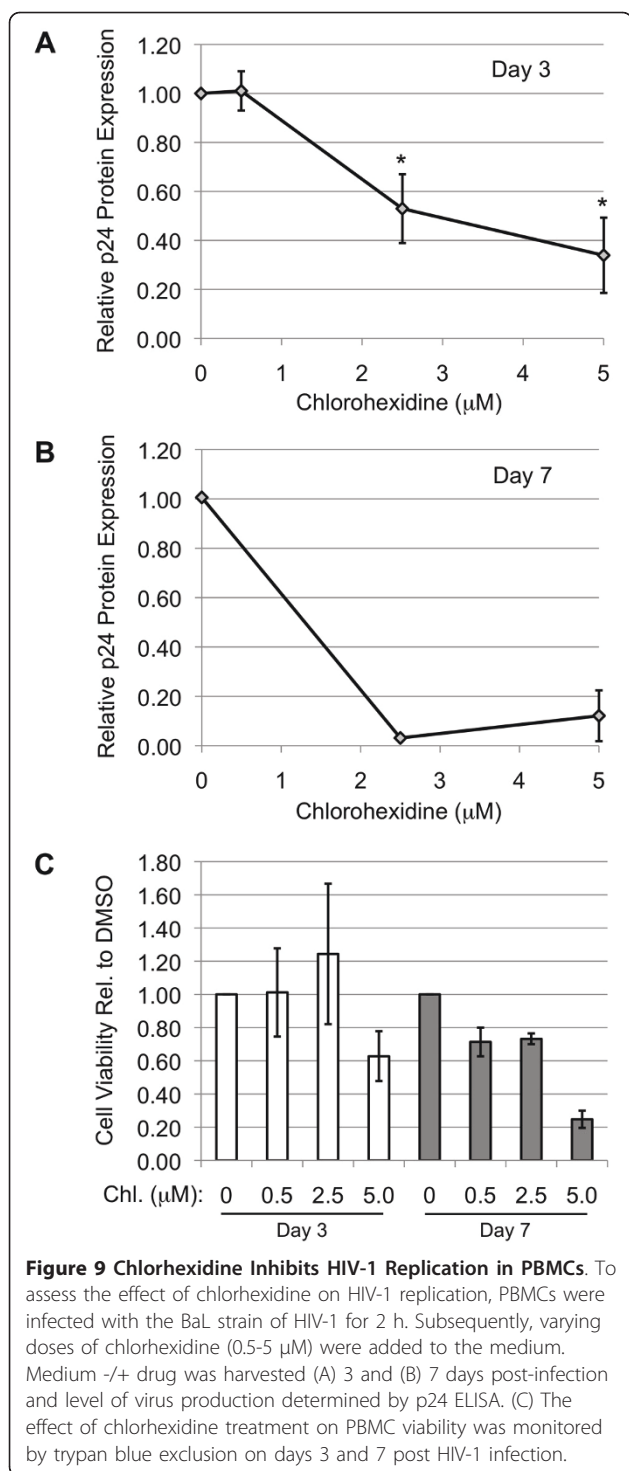 A
1.20
1.00
0.80
0.60
0.40
0.20
0.00
Relative p24 Protein Expression
Day 3
*
*
0 1 2 3 4 5
Chlorohexidine (μM)
B
1.20
1.00
0.80
0.60
0.40
0.20
0.00
Relative p24 Protein Expression
Day 7
0 1 2 3 4 5
Chlorohexidine (μM)
C
1.80
1.60
1.40
1.20
1.00
0.80
0.60
0.40
0.20
0.00
Cell Viability Rel. to DMSO
Chl. (μM): 0 0.5 2.5 5.0 0 0.5 2.5 5.0
Day 3 Day 7
Figure 9 Chlorhexidine Inhibits HIV-1 Replication in PBMCs. To
assess the effect of chlorhexidine on HIV-1 replication, PBMCs were
infected with the BaL strain of HIV-1 for 2 h. Subsequently, varying
doses of chlorhexidine (0.5-5 μM) were added to the medium.
Medium -/+ drug was harvested (A) 3 and (B) 7 days post-infection
and level of virus production determined by p24 ELISA. (C) The
effect of chlorhexidine treatment on PBMC viability was monitored
by trypan blue exclusion on days 3 and 7 post HIV-1 infection.